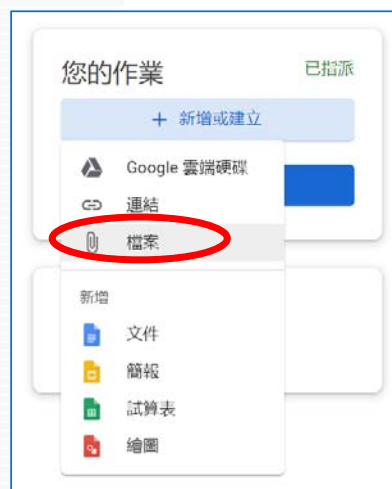 您的作業
已指派
+ 新增或建立
Google 雲端硬碟
連結
檔案
新增
文件
簡報
試算表
繪圖